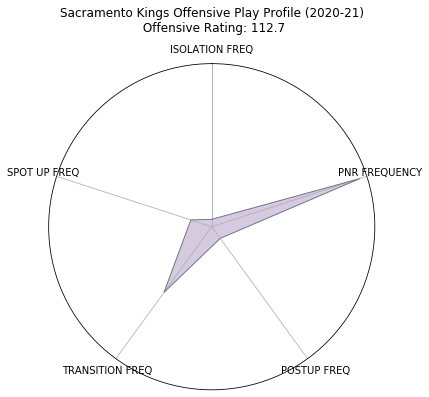 Sacramento Kings Offensive Play Profile (2020-21)
Offensive Rating: 112.7
ISOLATION FREQ
SPOT UP FREQ
PNR FREQUENCY
TRANSITION FREQ
POSTUP FREQ